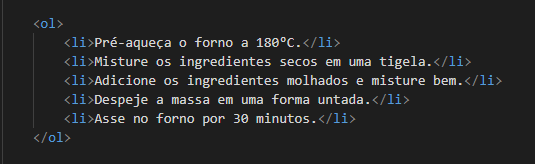 <ol>
<li>Pré-aqueça o forno a 180°C.</li>
<li>Misture os ingredientes secos em uma tigela.</li>
<li>Adicione os ingredientes molhados e misture bem.</li>
<li>Despeje a massa em uma forma untada.</li>
<li>Asse no forno por 30 minutos.</li>
</ol>